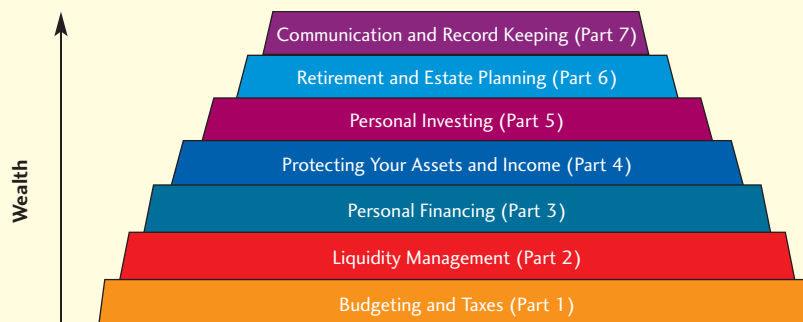 Communication and Record Keeping (Part 7)
Retirement and Estate Planning (Part 6)
Personal Investing (Part 5)
Protecting Your Assets and Income (Part 4)
Personal Financing (Part 3)
Liquidity Management (Part 2)
Budgeting and Taxes (Part 1)
Wealth